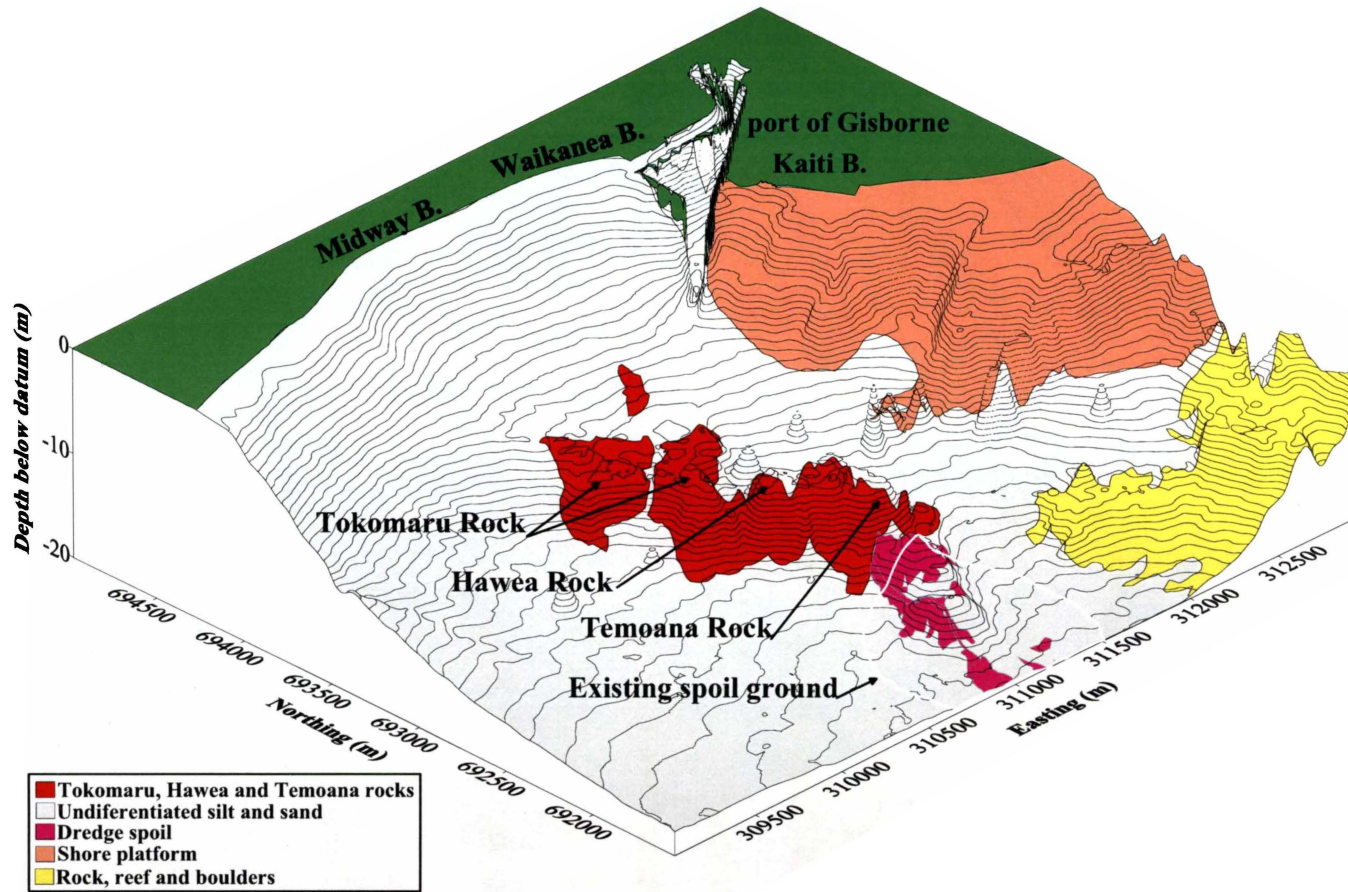 port of Gisborne
Waikanea B.
Kaiti B.
Midway B.
Depth below datum (m)
0
-10
-20
Tokomaru Rock
Hawea Rock
Temoana Rock
Existing spoil ground
694500
694000
693500
693000
692500
692000
Northing (m)
309500
310000
310500
311000
311500
312000
312500
Easting (m)
Tokomaru, Hawea and Temoana rocks
Undiferentiated silt and sand
Dredge spoil
Shore platform
Rock, reef and boulders